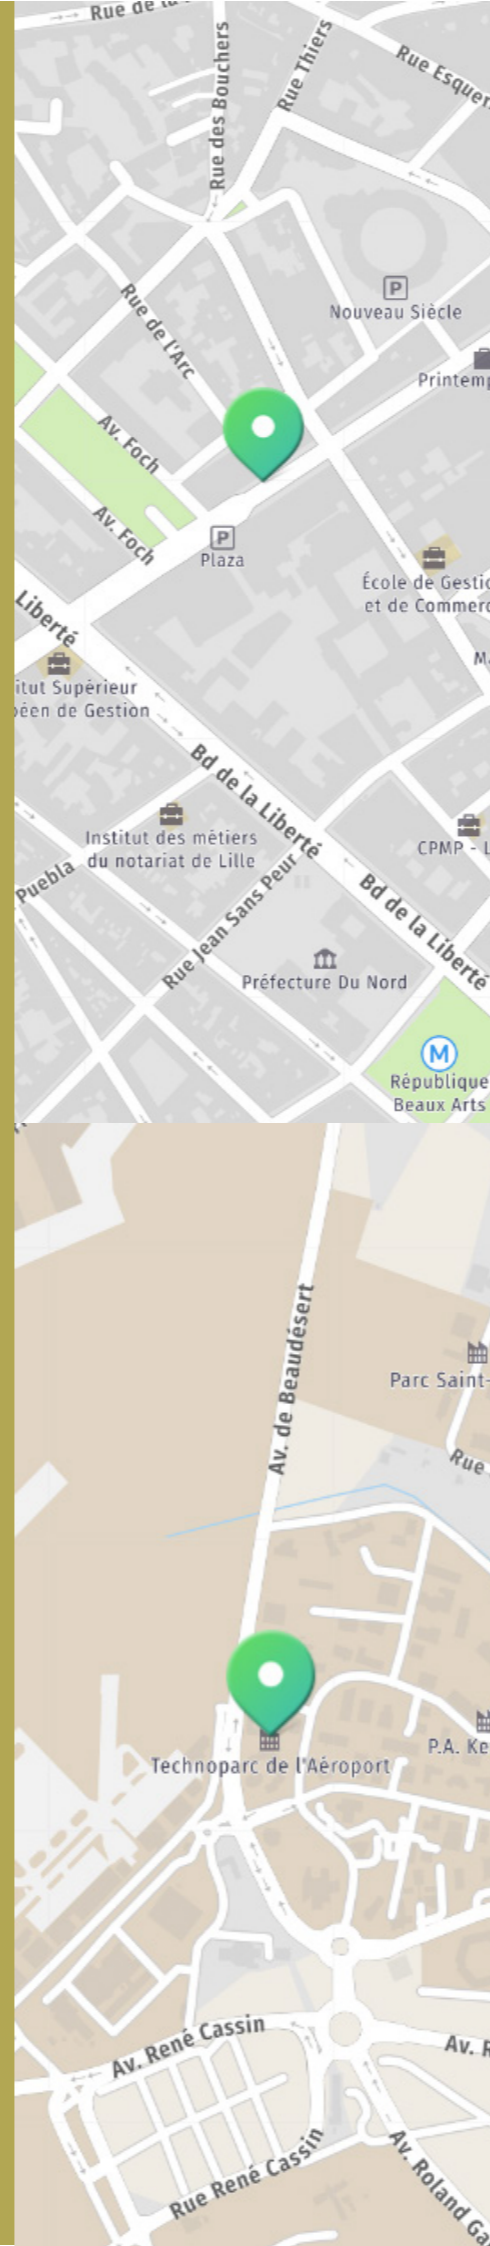 Rue de la
Rue des Bouchers
Rue Thiers
Rue Esquer
P
Nouveau Siècle
Rue de l'Arc
Printemp
Av. Foch
Av. Foch
P
Plaza
École de Gestio
et de Commerc
Liberté
itut Supérieur
péen de Gestion
Bd de la Liberté
Institut des métiers
du notariat de Lille
CPMP - L
Puebla
Rue Jean Sans Peur
Bd de la Liberté
Préfecture Du Nord
M
République
Beaux Arts
Av. de Beaudésert
Parc Saint-
Rue
Technoparc de l'Aéroport
P.A. Ke
Av. René Cassin
Av. R
Rue René Cassin
Av. Roland Ga